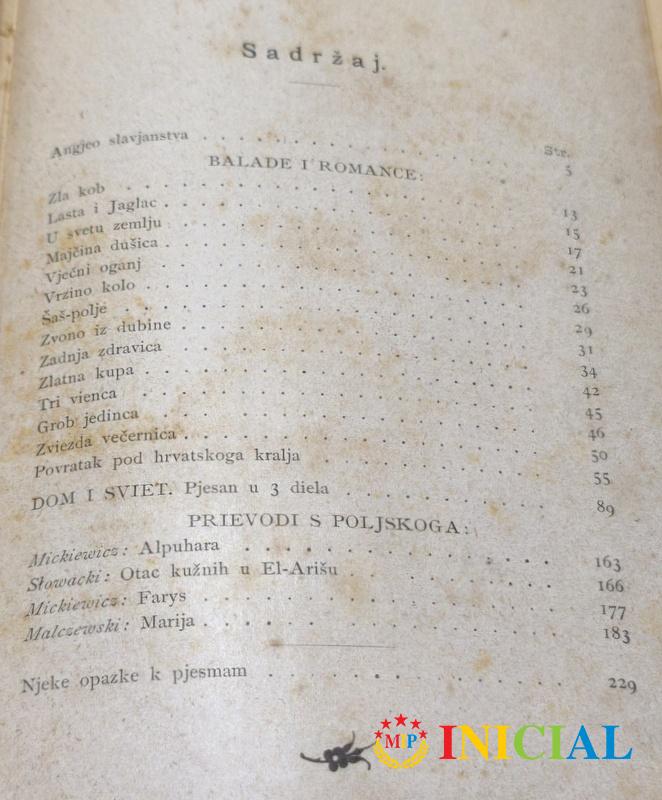 Sadržaj.
Str.
Angjeo slavjanstva . . . . . . . . . . . 5
BALADE I ROMANCE:
Zla kob . . . . . . . . . . . 13
Lasta i Jaglac . . . . . . . . . . . 15
U svetu zemlju . . . . . . . . . . . 17
Majčina dušica . . . . . . . . . . . 21
Vječni oganj . . . . . . . . . . . 23
Vrzino kolo . . . . . . . . . . . 26
Šaš-polje . . . . . . . . . . . 29
Zvono iz dubine . . . . . . . . . . . 31
Zadnja zdravica . . . . . . . . . . . 34
Zlatna kupa . . . . . . . . . . . 42
Tri vienca . . . . . . . . . . . 45
Grob jedinca . . . . . . . . . . . 46
Zviezda večernica . . . . . . . . . . . 50
Povratak pod hrvatskoga kralja . . . . . . . 55
DOM I SVIET. Pjesan u 3 diela . . . . . . . 89
PRIEVODI S POLJSKOGA:
Mickiewicz: Alpuhara . . . . . . . . . 163
Słowacki: Otac kužnih u El-Arišu . . . . . . 166
Mickiewicz: Farys . . . . . . . . . . 177
Malczewski: Marija . . . . . . . . . . 183
Njeke opazke k pjesmam . . . . . . . . . 229
MIP INICIAL